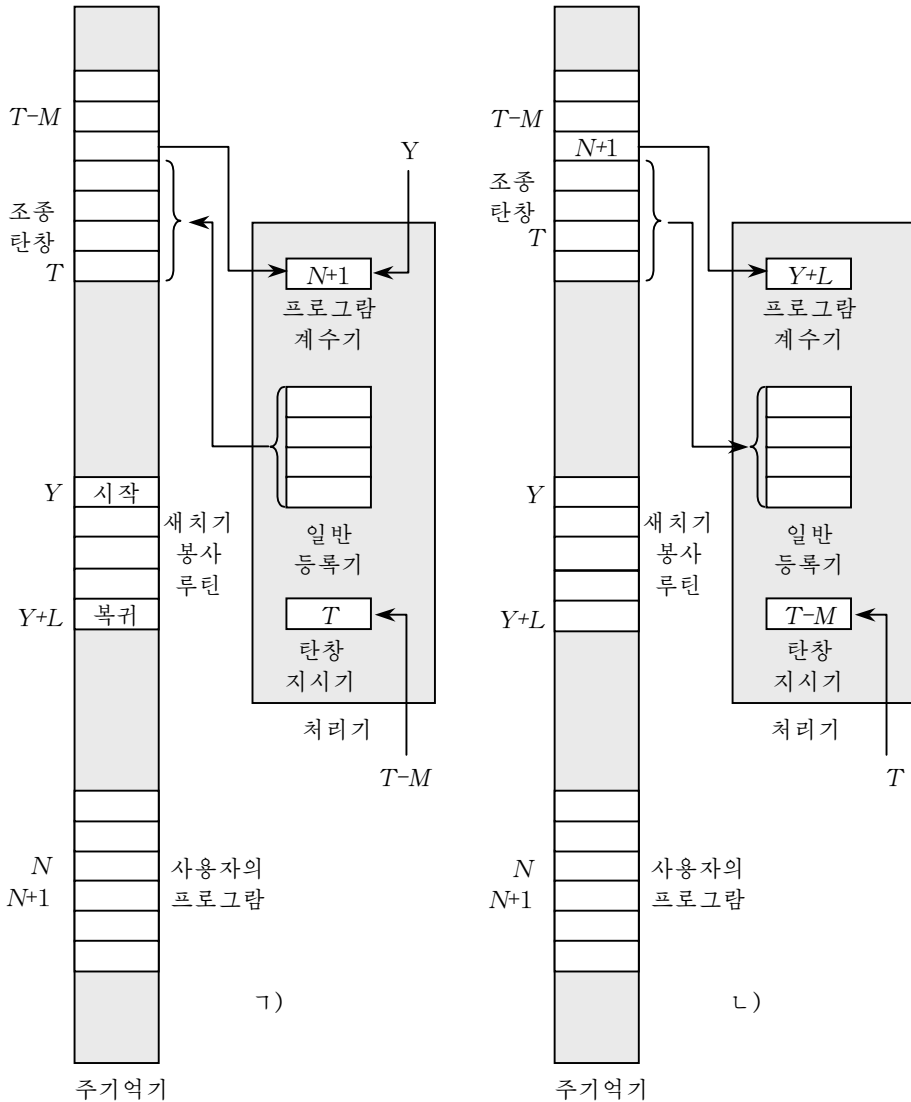 T-M
조종
탄창
T
Y
N+1
프로그람
계수기
일반
등록기
T
탄창
지시기
처리기
T-M
Y
시작
새치기
봉사
루틴
Y+L
복귀
N
N+1
사용자의
프로그람
ㄱ)
주기억기
T-M
N+1
조종
탄창
T
Y+L
프로그람
계수기
일반
등록기
T-M
탄창
지시기
처리기
T
Y
새치기
봉사
루틴
Y+L
N
N+1
사용자의
프로그람
ㄴ)
주기억기